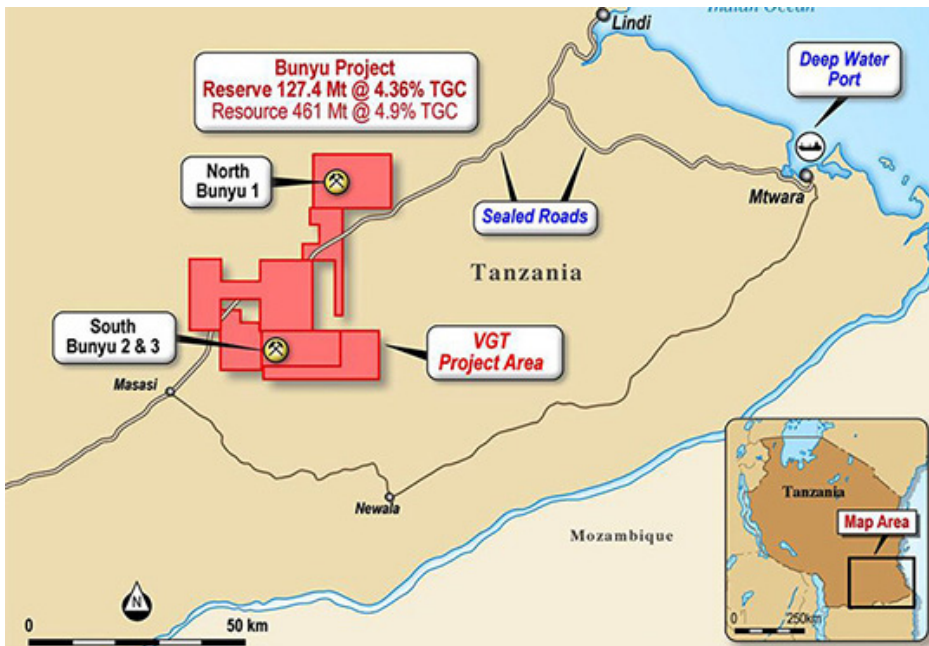 Indian Ocean
Lindi
Bunyu Project
Reserve 127.4 Mt @ 4.36% TGC
Resource 461 Mt @ 4.9% TGC
Deep Water
Port
North
Bunyu 1
Mtwara
Sealed Roads
Tanzania
South
Bunyu 2 & 3
VGT
Project Area
Masasi
Newala
Mozambique
N
0
50 km
Tanzania
Map Area
0
250km